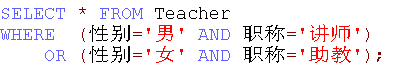 SELECT * FROM Teacher
WHERE (性别='男' AND 职称='讲师')
OR (性别='女' AND 职称='助教');